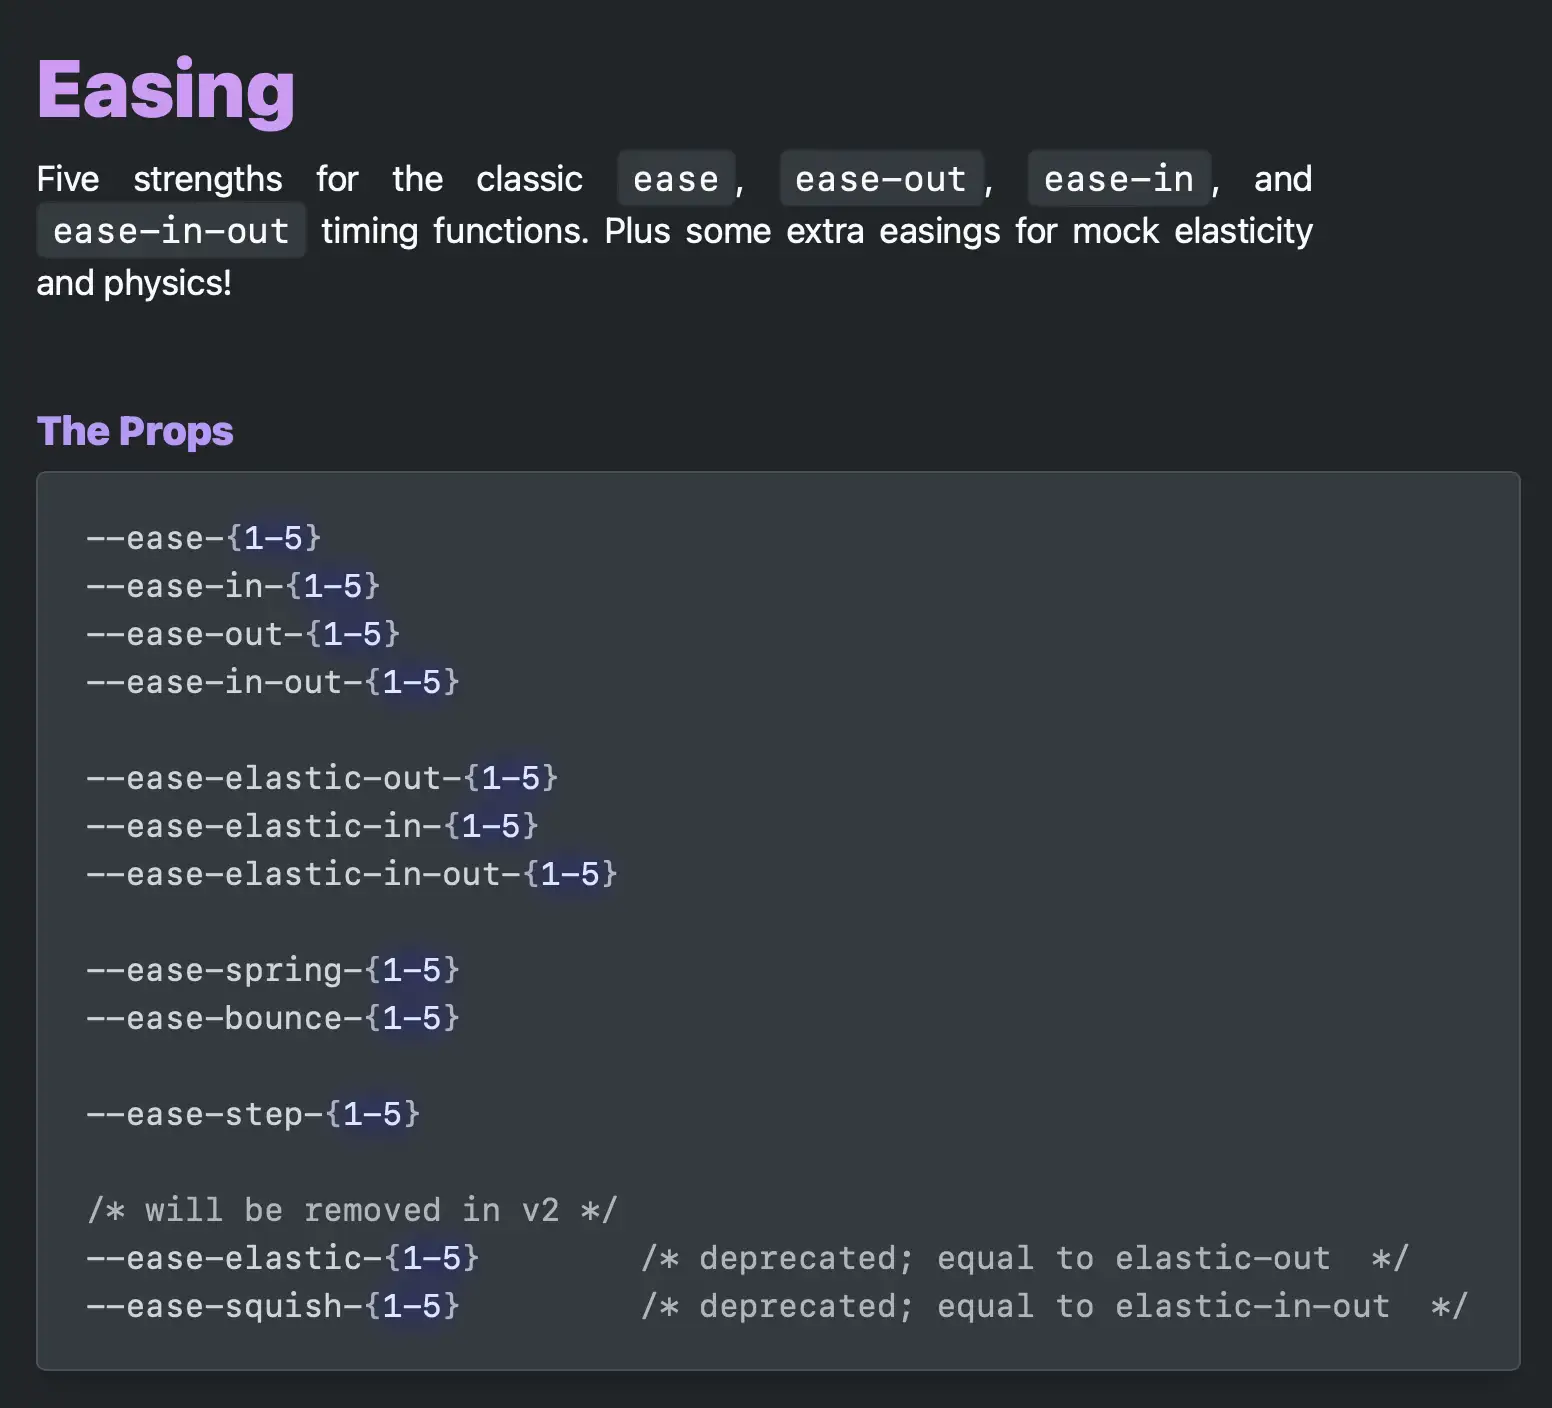 Easing
Five strengths for the classic ease, ease-out, ease-in, and
ease-in-out timing functions. Plus some extra easings for mock elasticity
and physics!
The Props
--ease-{1-5}
--ease-in-{1-5}
--ease-out-{1-5}
--ease-in-out-{1-5}
--ease-elastic-out-{1-5}
--ease-elastic-in-{1-5}
--ease-elastic-in-out-{1-5}
--ease-spring-{1-5}
--ease-bounce-{1-5}
--ease-step-{1-5}
/* will be removed in v2 */
--ease-elastic-{1-5} /* deprecated; equal to elastic-out */
--ease-squish-{1-5} /* deprecated; equal to elastic-in-out */